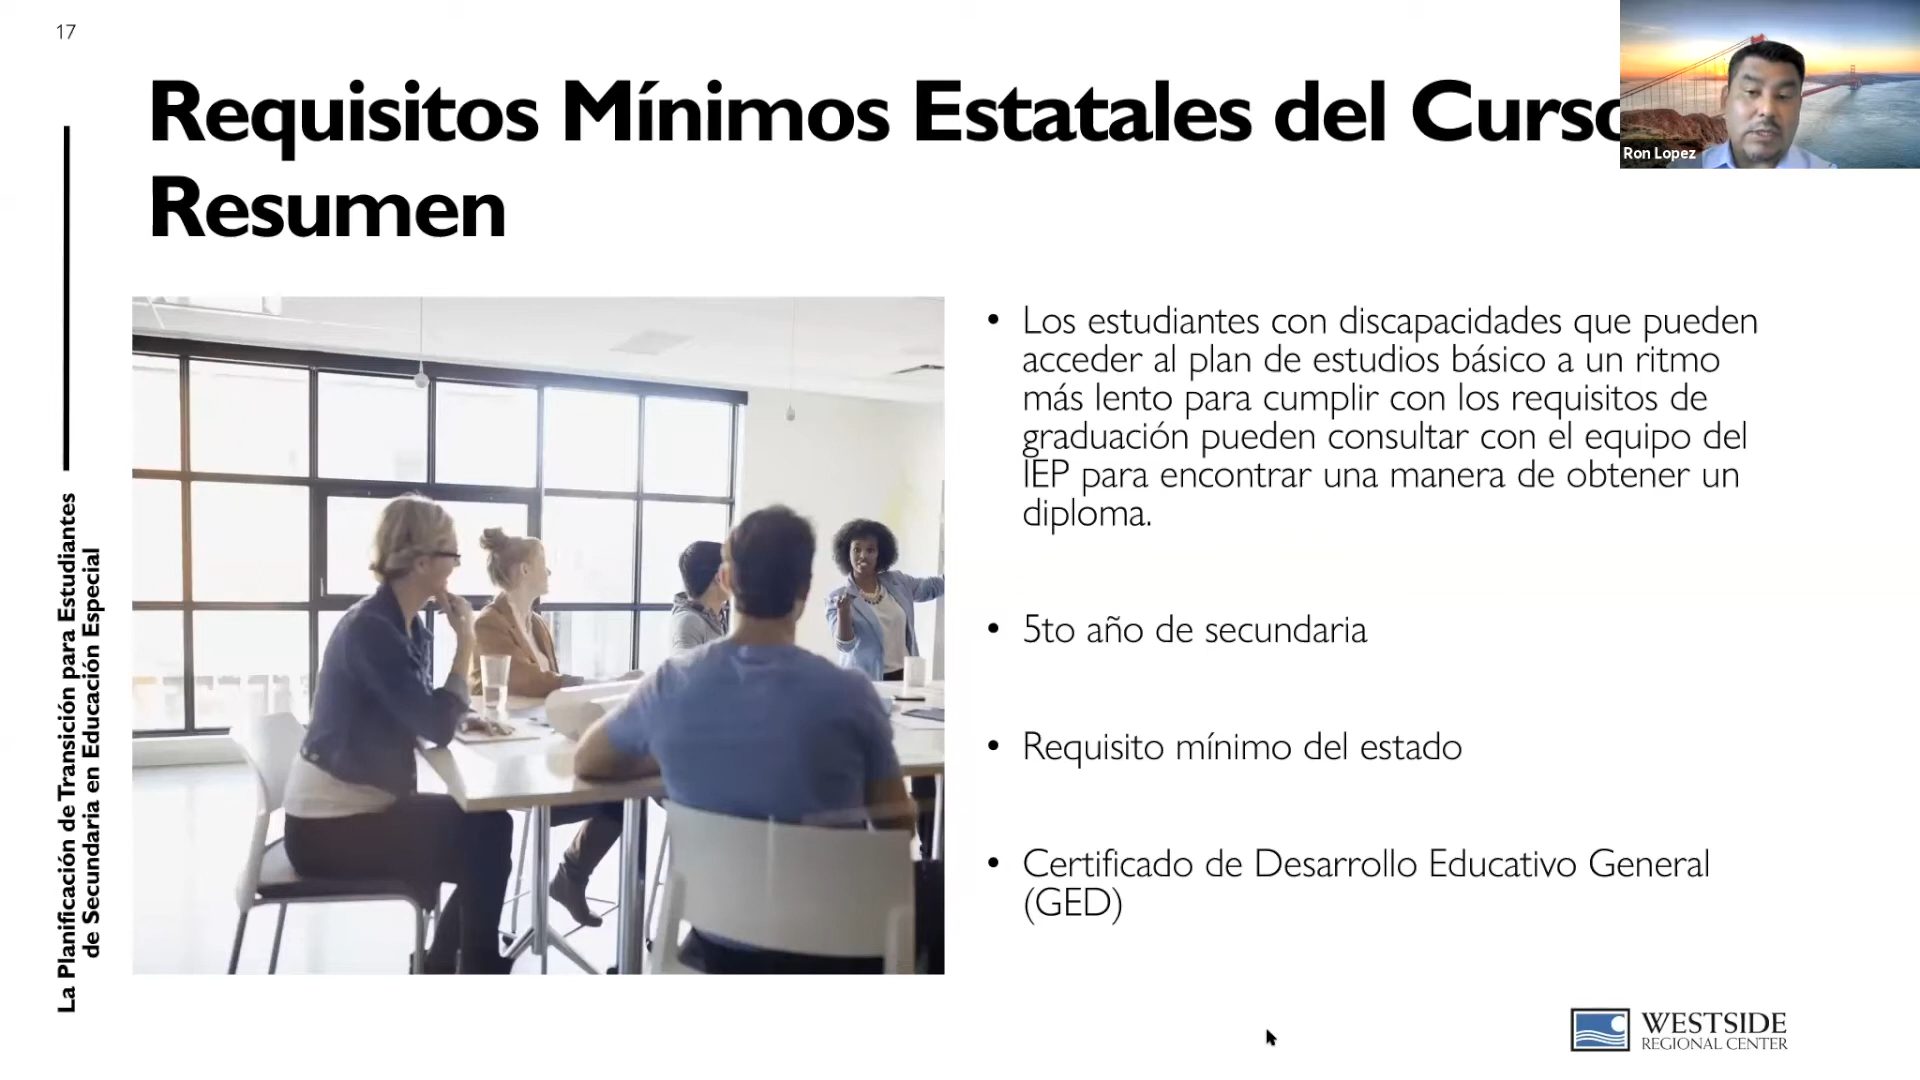 17
Requisitos Mínimos Estatales del Curso
Resumen
Ron Lopez
La Planificación de Transición para Estudiantes
de Secundaria en Educación Especial
• Los estudiantes con discapacidades que pueden
acceder al plan de estudios básico a un ritmo
más lento para cumplir con los requisitos de
graduación pueden consultar con el equipo del
IEP para encontrar una manera de obtener un
diploma.
• 5to año de secundaria
• Requisito mínimo del estado
• Certificado de Desarrollo Educativo General
(GED)
WESTSIDE
REGIONAL CENTER